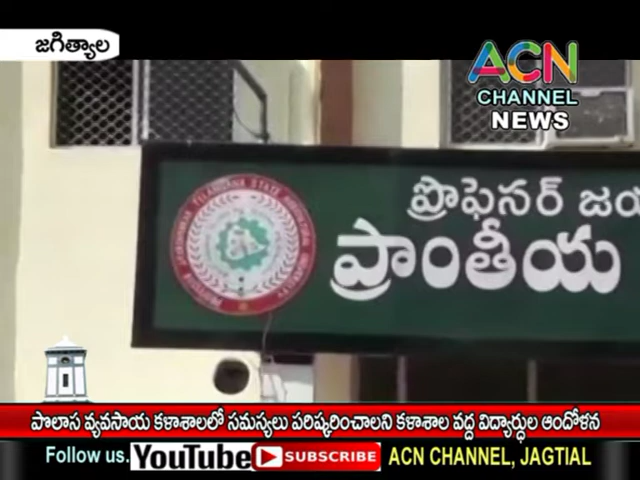 జగిత్యాల
ACN
CHANNEL
NEWS
ప్రొఫెసర్ జయ
ప్రాంతీయ
పొలాస వ్యవసాయ కళాశాలలో సమస్యలు పరిష్కరించాలని కళాశాల వద్ద విద్యార్థుల ఆందోళన
Follow us. YouTube SUBSCRIBE ACN CHANNEL, JAGTIAL